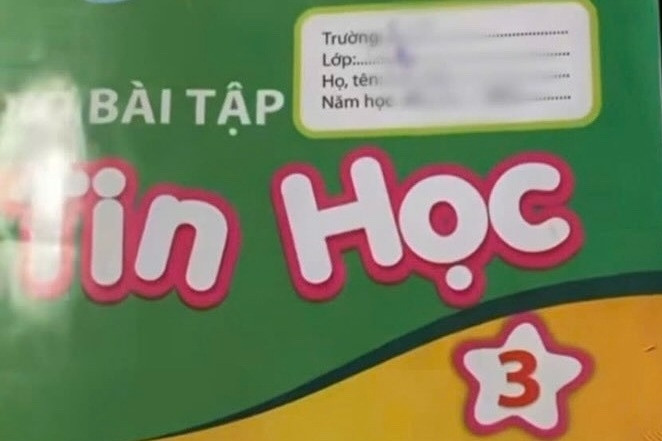 Trường
Lớp:
Họ, tên:
Năm học
BÀI TẬP
Tin Học
3